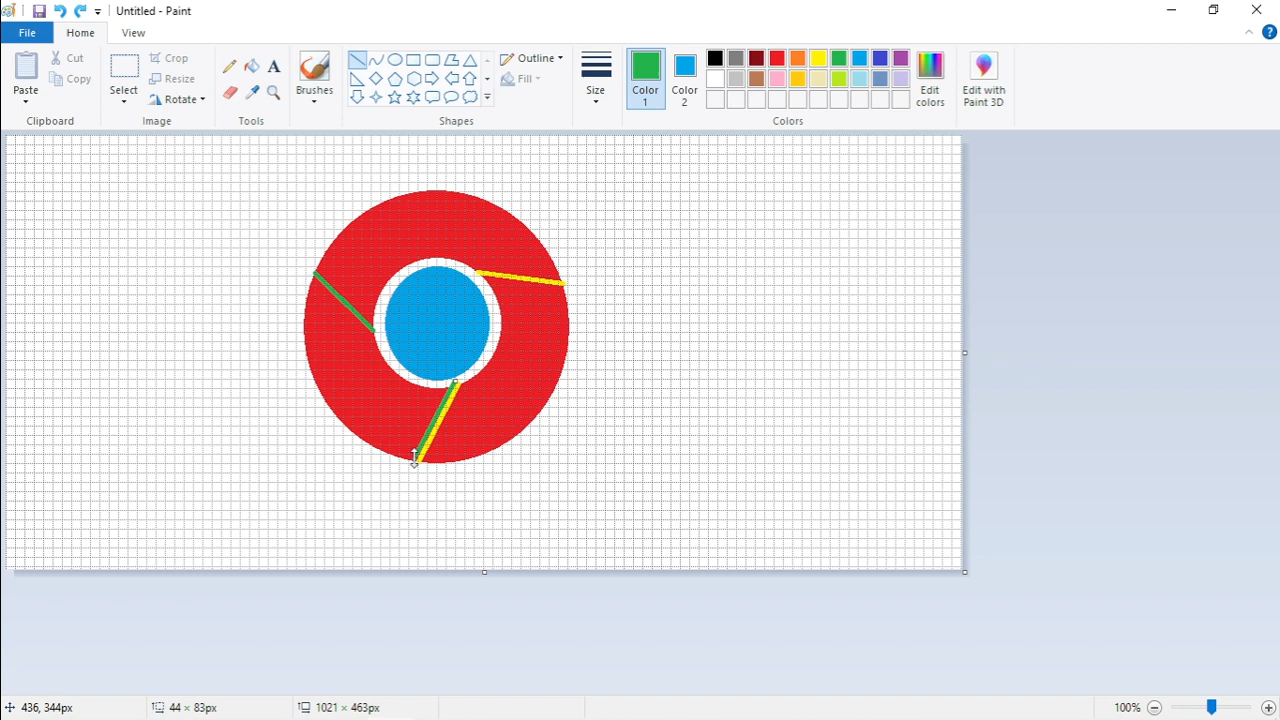 Untitled - Paint
File
Home
View
Paste
Cut
Copy
Clipboard
Select
Crop
Resize
Rotate
Image
A
Tools
Brushes
Outline
Fill
Shapes
Size
Color
1
Color
2
Edit
colors
Colors
Edit with
Paint 3D
436, 344px
44 × 83px
1021 × 463px
100%